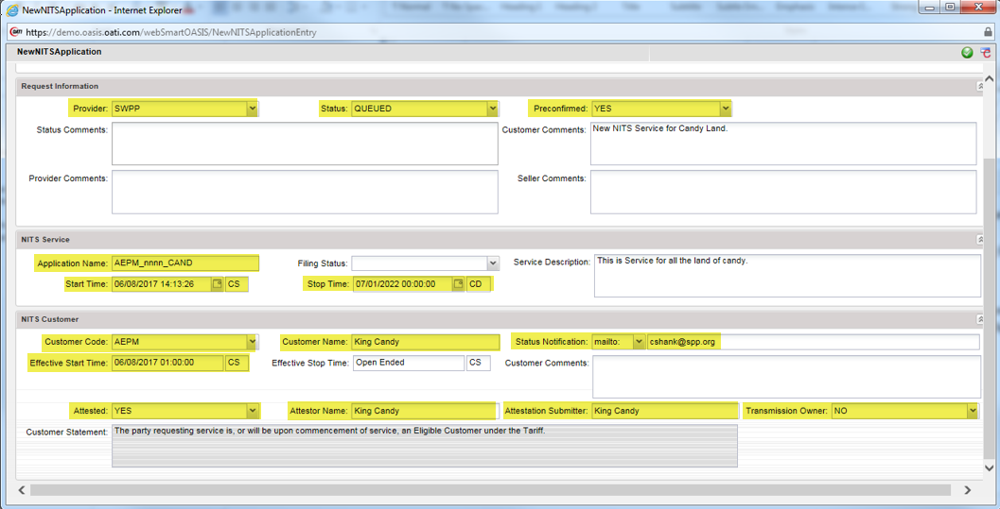 NewNITSApplication - Internet Explorer
OATI https://demo.oasis.oati.com/webSmartOASIS/NewNITSApplicationEntry
NewNITSApplication
Request Information
Provider: SWPP Status: QUEUED Preconfirmed: YES
Status Comments: Customer Comments: New NITS Service for Candy Land.
Provider Comments: Seller Comments:
NITS Service
Application Name: AEPM_nnnn_CAND Filing Status: Service Description: This is Service for all the land of candy.
Start Time: 06/08/2017 14:13:26 CS Stop Time: 07/01/2022 00:00:00 CD
NITS Customer
Customer Code: AEPM Customer Name: King Candy Status Notification: mailto: cshank@spp.org
Effective Start Time: 06/08/2017 01:00:00 CS Effective Stop Time: Open Ended CS Customer Comments:
Attested: YES Attestor Name: King Candy Attestation Submitter: King Candy Transmission Owner: NO
Customer Statement: The party requesting service is, or will be upon commencement of service, an Eligible Customer under the Tariff.